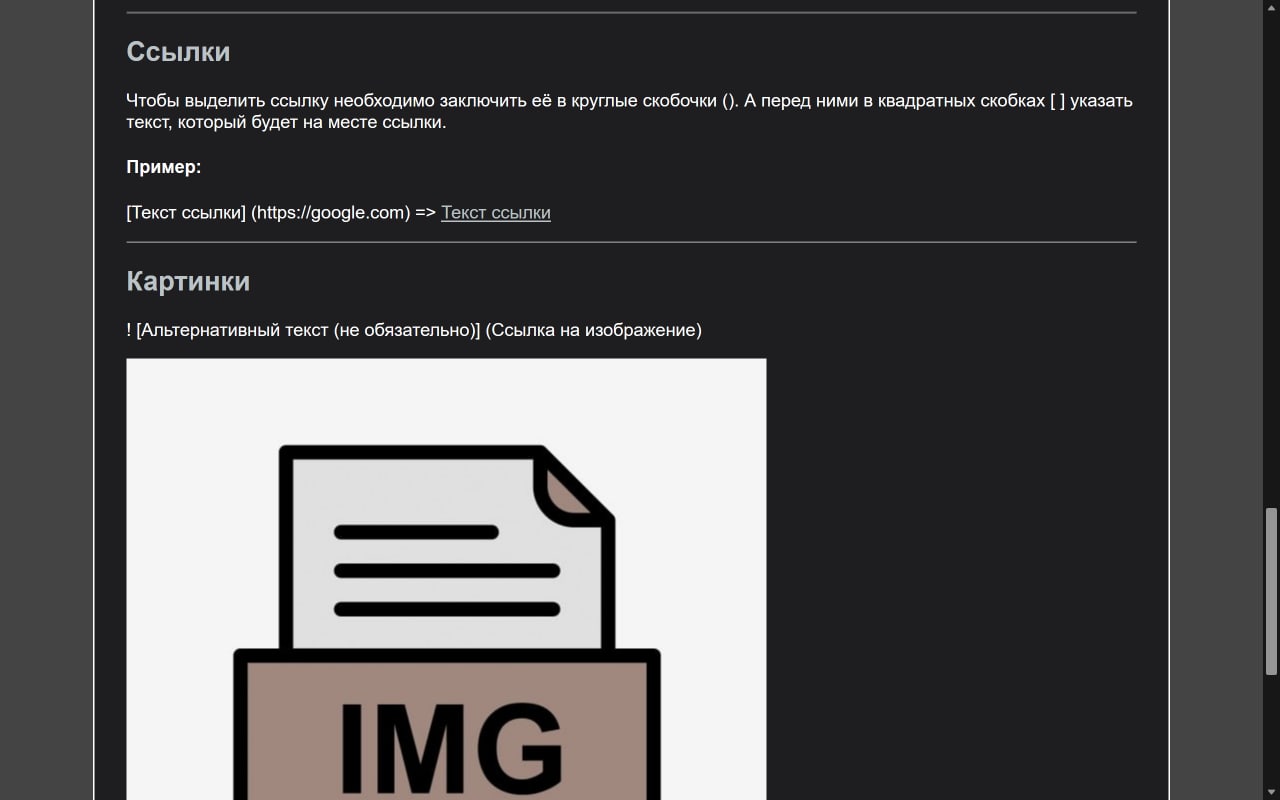 Ссылки
Чтобы выделить ссылку необходимо заключить её в круглые скобочки (). А перед ними в квадратных скобках [ ] указать
текст, который будет на месте ссылки.
Пример:
[Текст ссылки] (https://google.com) => Текст ссылки
Картинки
! [Альтернативный текст (не обязательно)] (Ссылка на изображение)
IMG